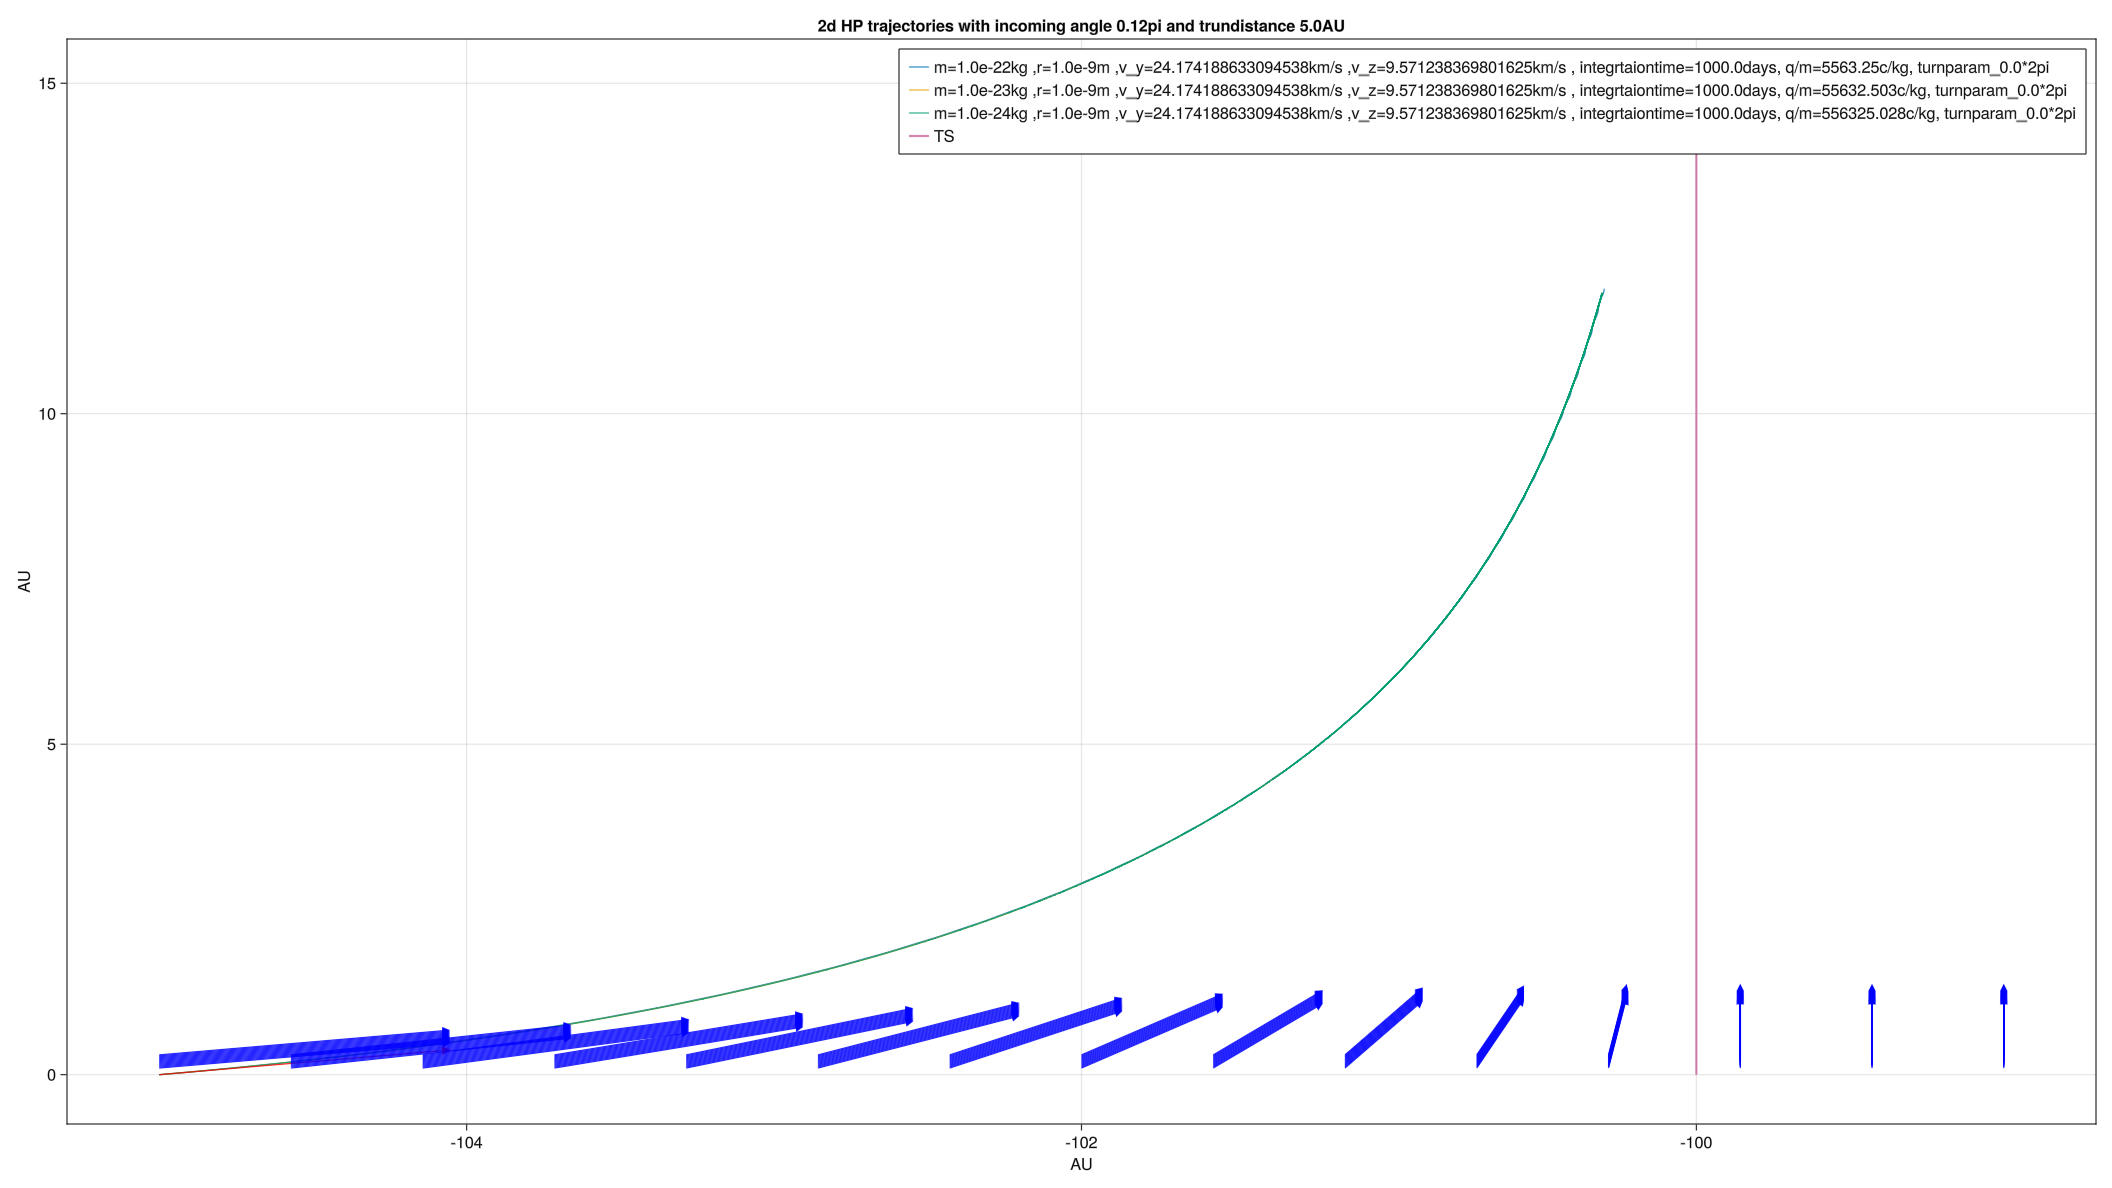 2d HP trajectories with incoming angle 0.12pi and trundistance 5.0AU
m=1.0e-22kg ,r=1.0e-9m ,v_y=24.174188633094538km/s ,v_z=9.571238369801625km/s , integrtaiontime=1000.0days, q/m=5563.25c/kg, turnparam_0.0*2pi
m=1.0e-23kg ,r=1.0e-9m ,v_y=24.174188633094538km/s ,v_z=9.571238369801625km/s , integrtaiontime=1000.0days, q/m=55632.503c/kg, turnparam_0.0*2pi
m=1.0e-24kg ,r=1.0e-9m ,v_y=24.174188633094538km/s ,v_z=9.571238369801625km/s , integrtaiontime=1000.0days, q/m=556325.028c/kg, turnparam_0.0*2pi
TS
15
10
5
0
AU
-104
-102
-100
AU